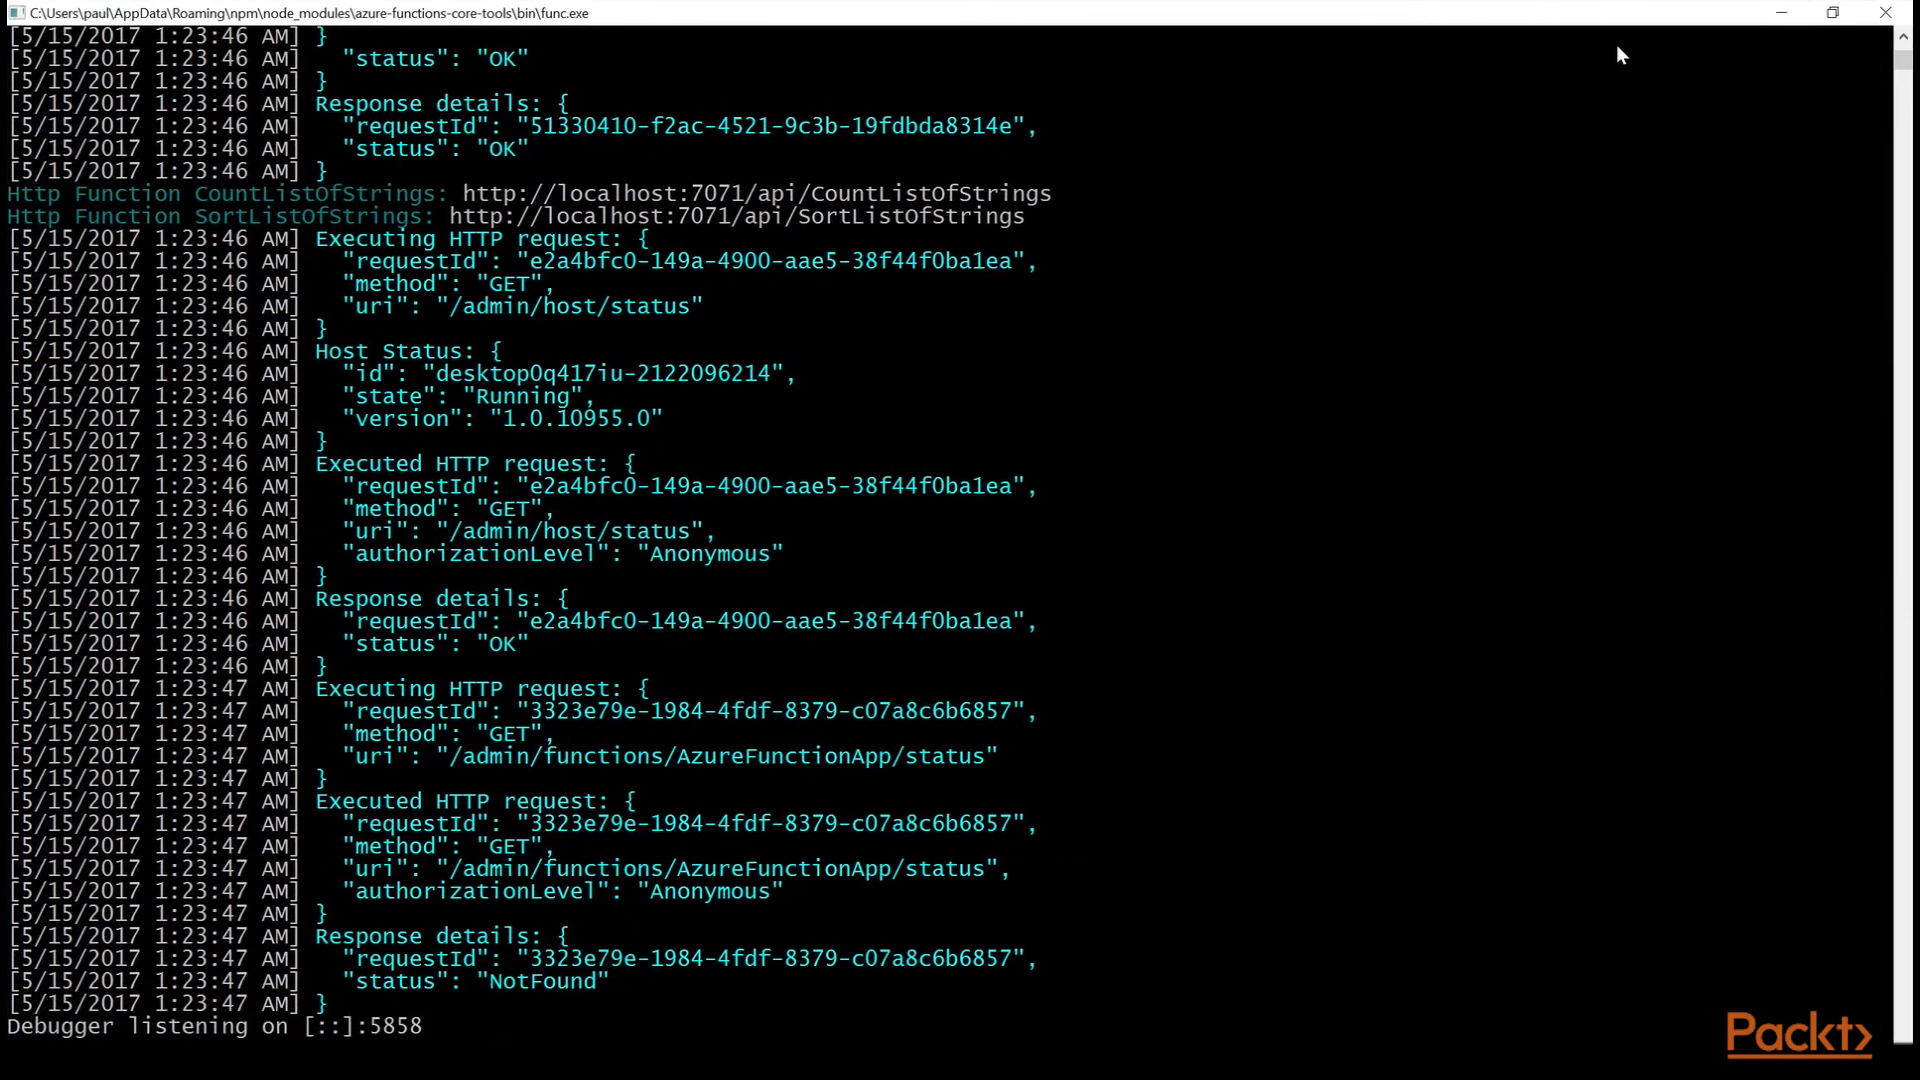 C:\Users\paul\AppData\Roaming\npm\node_modules\azure-functions-core-tools\bin\func.exe
[5/15/2017 1:23:46 AM] }
[5/15/2017 1:23:46 AM]   "status": "OK"
[5/15/2017 1:23:46 AM] }
[5/15/2017 1:23:46 AM] Response details: {
[5/15/2017 1:23:46 AM]   "requestId": "51330410-f2ac-4521-9c3b-19fdbda8314e",
[5/15/2017 1:23:46 AM]   "status": "OK"
[5/15/2017 1:23:46 AM] }
Http Function CountListOfStrings: http://localhost:7071/api/CountListOfStrings
Http Function SortListOfStrings: http://localhost:7071/api/SortListOfStrings
[5/15/2017 1:23:46 AM] Executing HTTP request: {
[5/15/2017 1:23:46 AM]   "requestId": "e2a4bfc0-149a-4900-aae5-38f44f0ba1ea",
[5/15/2017 1:23:46 AM]   "method": "GET",
[5/15/2017 1:23:46 AM]   "uri": "/admin/host/status"
[5/15/2017 1:23:46 AM] }
[5/15/2017 1:23:46 AM] Host Status: {
[5/15/2017 1:23:46 AM]   "id": "desktop0q417iu-2122096214",
[5/15/2017 1:23:46 AM]   "state": "Running",
[5/15/2017 1:23:46 AM]   "version": "1.0.10955.0"
[5/15/2017 1:23:46 AM] }
[5/15/2017 1:23:46 AM] Executed HTTP request: {
[5/15/2017 1:23:46 AM]   "requestId": "e2a4bfc0-149a-4900-aae5-38f44f0ba1ea",
[5/15/2017 1:23:46 AM]   "method": "GET",
[5/15/2017 1:23:46 AM]   "uri": "/admin/host/status",
[5/15/2017 1:23:46 AM]   "authorizationLevel": "Anonymous"
[5/15/2017 1:23:46 AM] }
[5/15/2017 1:23:46 AM] Response details: {
[5/15/2017 1:23:46 AM]   "requestId": "e2a4bfc0-149a-4900-aae5-38f44f0ba1ea",
[5/15/2017 1:23:46 AM]   "status": "OK"
[5/15/2017 1:23:46 AM] }
[5/15/2017 1:23:47 AM] Executing HTTP request: {
[5/15/2017 1:23:47 AM]   "requestId": "3323e79e-1984-4fdf-8379-c07a8c6b6857",
[5/15/2017 1:23:47 AM]   "method": "GET",
[5/15/2017 1:23:47 AM]   "uri": "/admin/functions/AzureFunctionApp/status"
[5/15/2017 1:23:47 AM] }
[5/15/2017 1:23:47 AM] Executed HTTP request: {
[5/15/2017 1:23:47 AM]   "requestId": "3323e79e-1984-4fdf-8379-c07a8c6b6857",
[5/15/2017 1:23:47 AM]   "method": "GET",
[5/15/2017 1:23:47 AM]   "uri": "/admin/functions/AzureFunctionApp/status",
[5/15/2017 1:23:47 AM]   "authorizationLevel": "Anonymous"
[5/15/2017 1:23:47 AM] }
[5/15/2017 1:23:47 AM] Response details: {
[5/15/2017 1:23:47 AM]   "requestId": "3323e79e-1984-4fdf-8379-c07a8c6b6857",
[5/15/2017 1:23:47 AM]   "status": "NotFound"
[5/15/2017 1:23:47 AM] }
Debugger listening on [::]:5858
Packt>